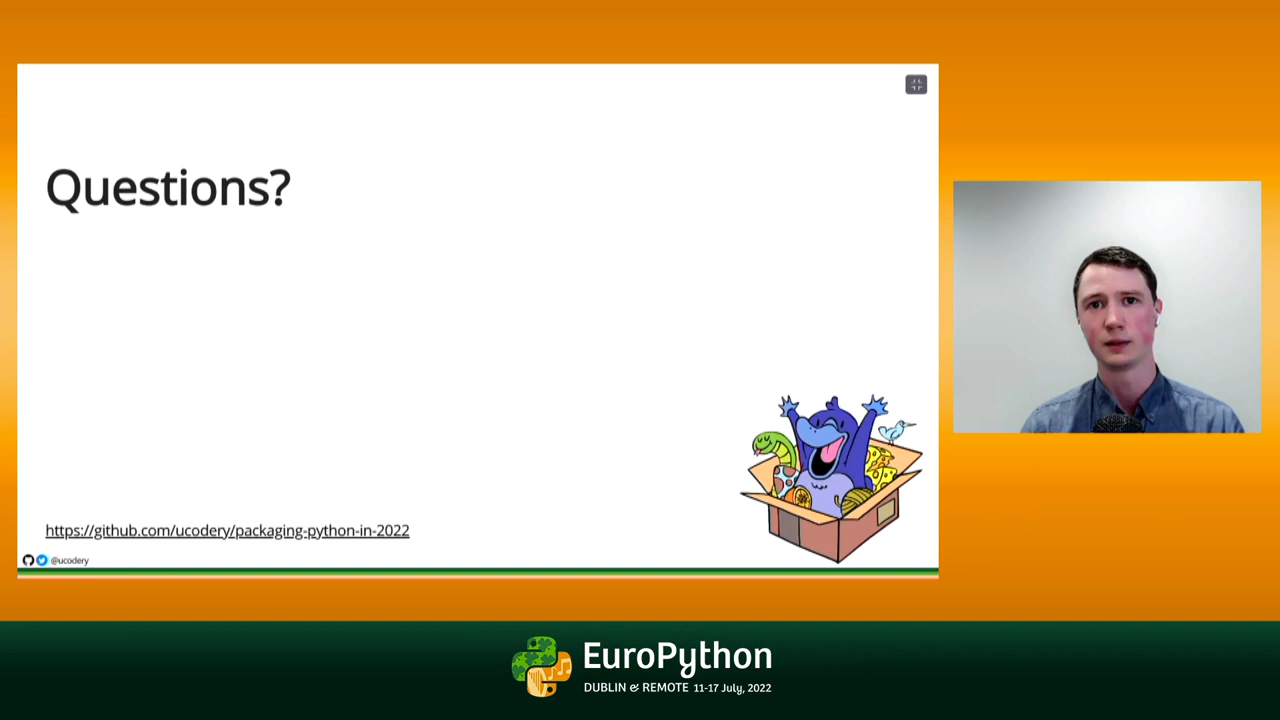 Questions?
https://github.com/ucodery/packaging-python-in-2022
@ucodery
EuroPython
DUBLIN & REMOTE 11-17 July, 2022